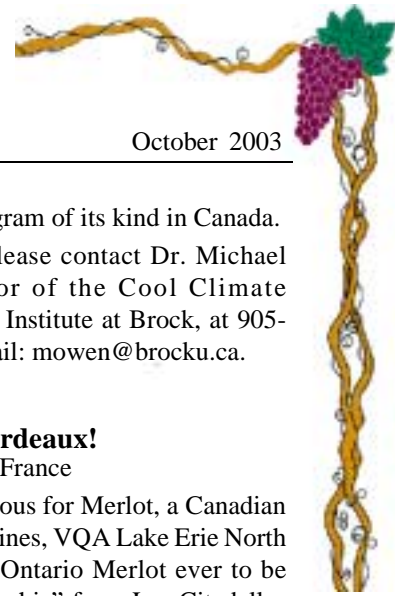 October 2003
gram of its kind in Canada.
lease contact Dr. Michael
or of the Cool Climate
Institute at Brock, at 905-
ail: mowen@brocku.ca.
rdeaux!
France
ous for Merlot, a Canadian
ines, VQA Lake Erie North
Ontario Merlot ever to be